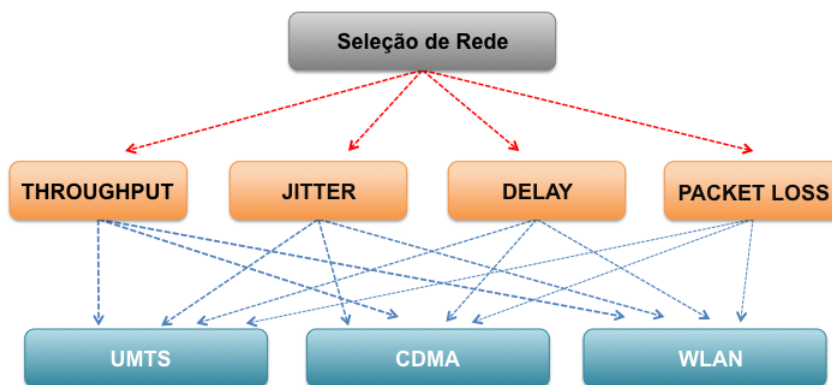 Seleção de Rede
THROUGHPUT
JITTER
DELAY
PACKET LOSS
UMTS
CDMA
WLAN